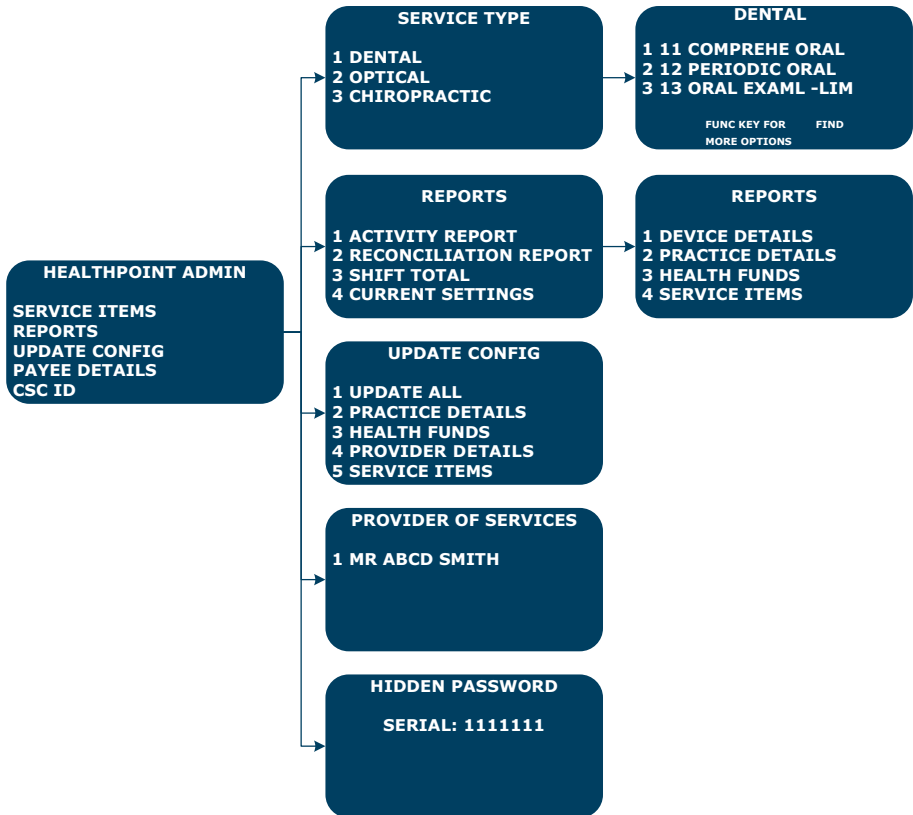 HEALTHPOINT ADMIN
SERVICE ITEMS
REPORTS
UPDATE CONFIG
PAYEE DETAILS
CSC ID
SERVICE TYPE
1 DENTAL
2 OPTICAL
3 CHIROPRACTIC
DENTAL
1 11 COMPREHE ORAL
2 12 PERIODIC ORAL
3 13 ORAL EXAML -LIM
FUNC KEY FOR FIND
MORE OPTIONS
REPORTS
1 ACTIVITY REPORT
2 RECONCILIATION REPORT
3 SHIFT TOTAL
4 CURRENT SETTINGS
REPORTS
1 DEVICE DETAILS
2 PRACTICE DETAILS
3 HEALTH FUNDS
4 SERVICE ITEMS
UPDATE CONFIG
1 UPDATE ALL
2 PRACTICE DETAILS
3 HEALTH FUNDS
4 PROVIDER DETAILS
5 SERVICE ITEMS
PROVIDER OF SERVICES
1 MR ABCD SMITH
HIDDEN PASSWORD
SERIAL: 1111111